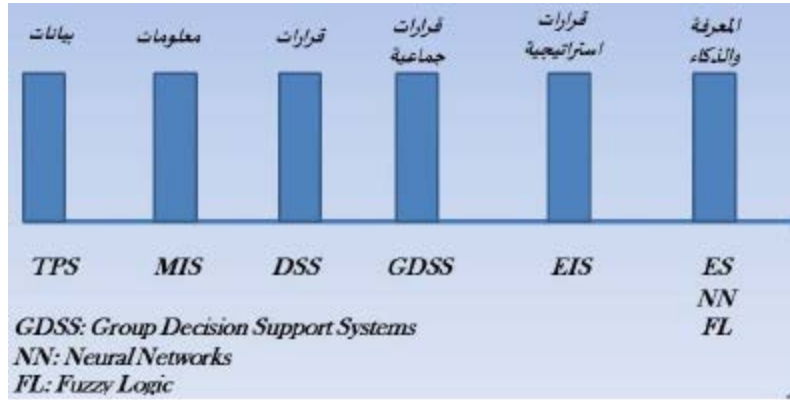 بيانات
معلومات
قرارات
قرارات
جماعية
قرارات
استراتيجية
المعرفة
والذكاء
TPS
MIS
DSS
GDSS
EIS
ES
NN
FL
GDSS: Group Decision Support Systems
NN: Neural Networks
FL: Fuzzy Logic